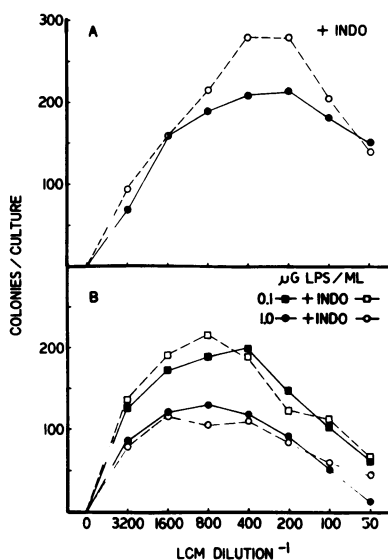 300
A
+ INDO
200
100
COLONIES / CULTURE
µG LPS/ML
B
0.1 + INDO
1.0 + INDO
200
100
0 3200 1600 800 400 200 100 50
LCM DILUTION -1